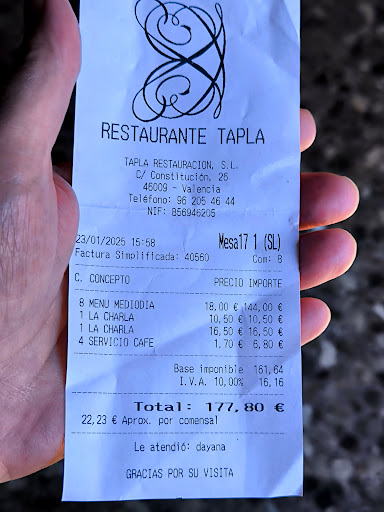 RESTAURANTE TAPLA
TAPLA RESTAURACION, S.L.
C/ Constitución, 26
46009 - Valencia
Teléfono: 96 205 46 44
NIF: B56946205
23/01/2025 15:58 Mesa17 1 (SL)
Factura Simplificada: 40560 Com: 8
C. CONCEPTO PRECIO IMPORTE
8 MENU MEDIODIA 18,00 € 144,00 €
1 LA CHARLA 10,50 € 10,50 €
1 LA CHARLA 16,50 € 16,50 €
4 SERVICIO CAFE 1,70 € 6,80 €
Base imponible 161,64
I.V.A. 10,00% 16,16
Total: 177,80 €
22,23 € Aprox. por comensal
Le atendió: dayana
GRACIAS POR SU VISITA